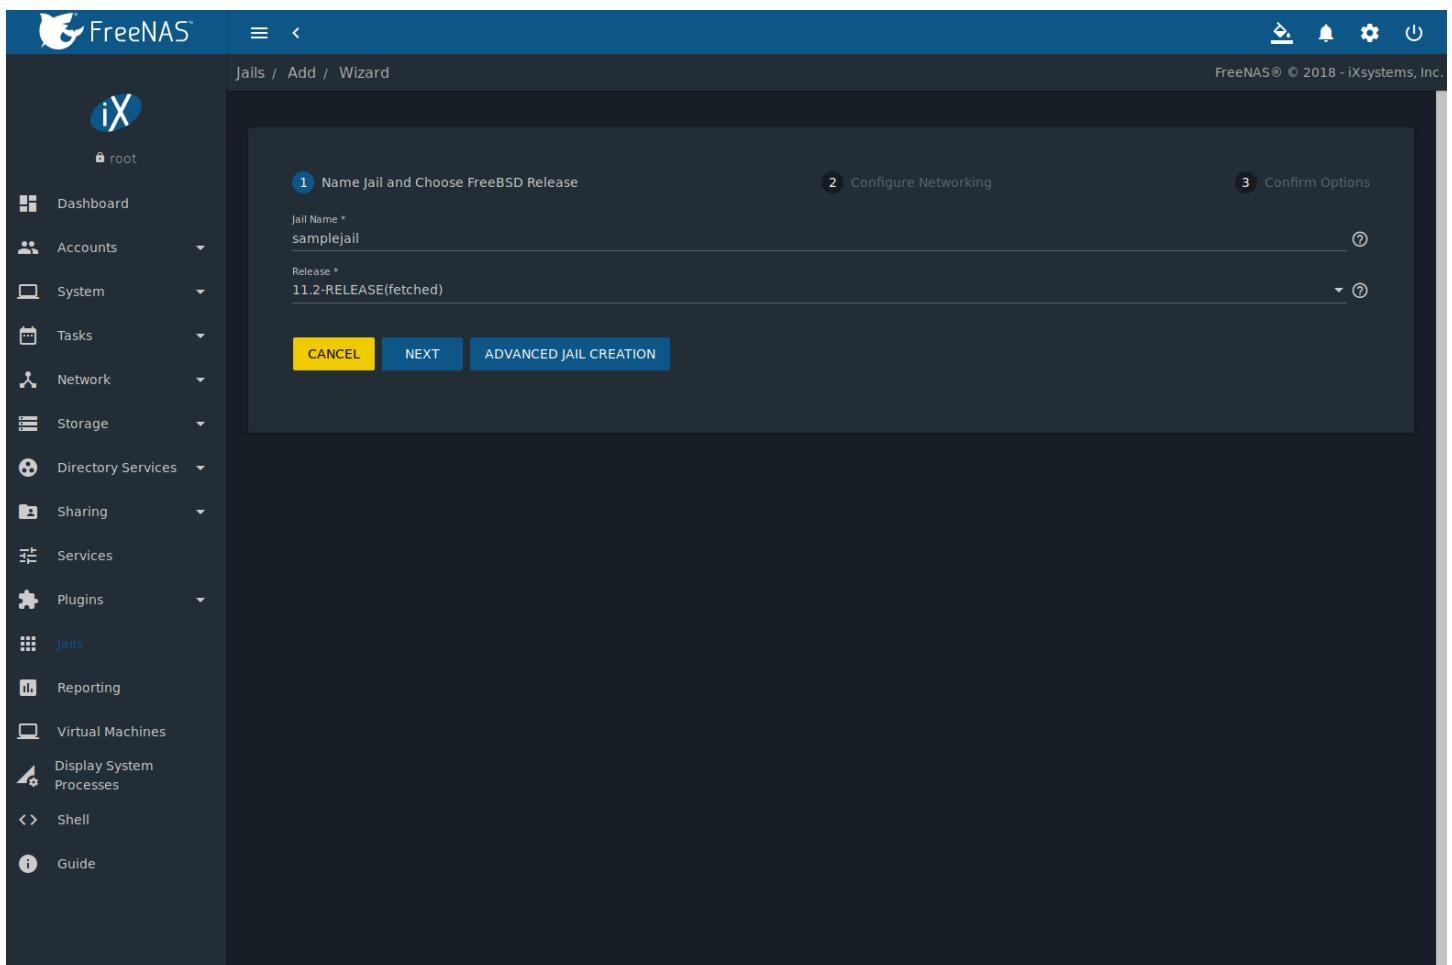 FreeNAS™
Jails / Add / Wizard
FreeNAS® © 2018 - iXsystems, Inc.
iX
root
Dashboard
Accounts
System
Tasks
Network
Storage
Directory Services
Sharing
Services
Plugins
Jails
Reporting
Virtual Machines
Display System
Processes
Shell
Guide
1 Name Jail and Choose FreeBSD Release
2 Configure Networking
3 Confirm Options
Jail Name *
samplejail
Release *
11.2-RELEASE(fetched)
CANCEL NEXT ADVANCED JAIL CREATION